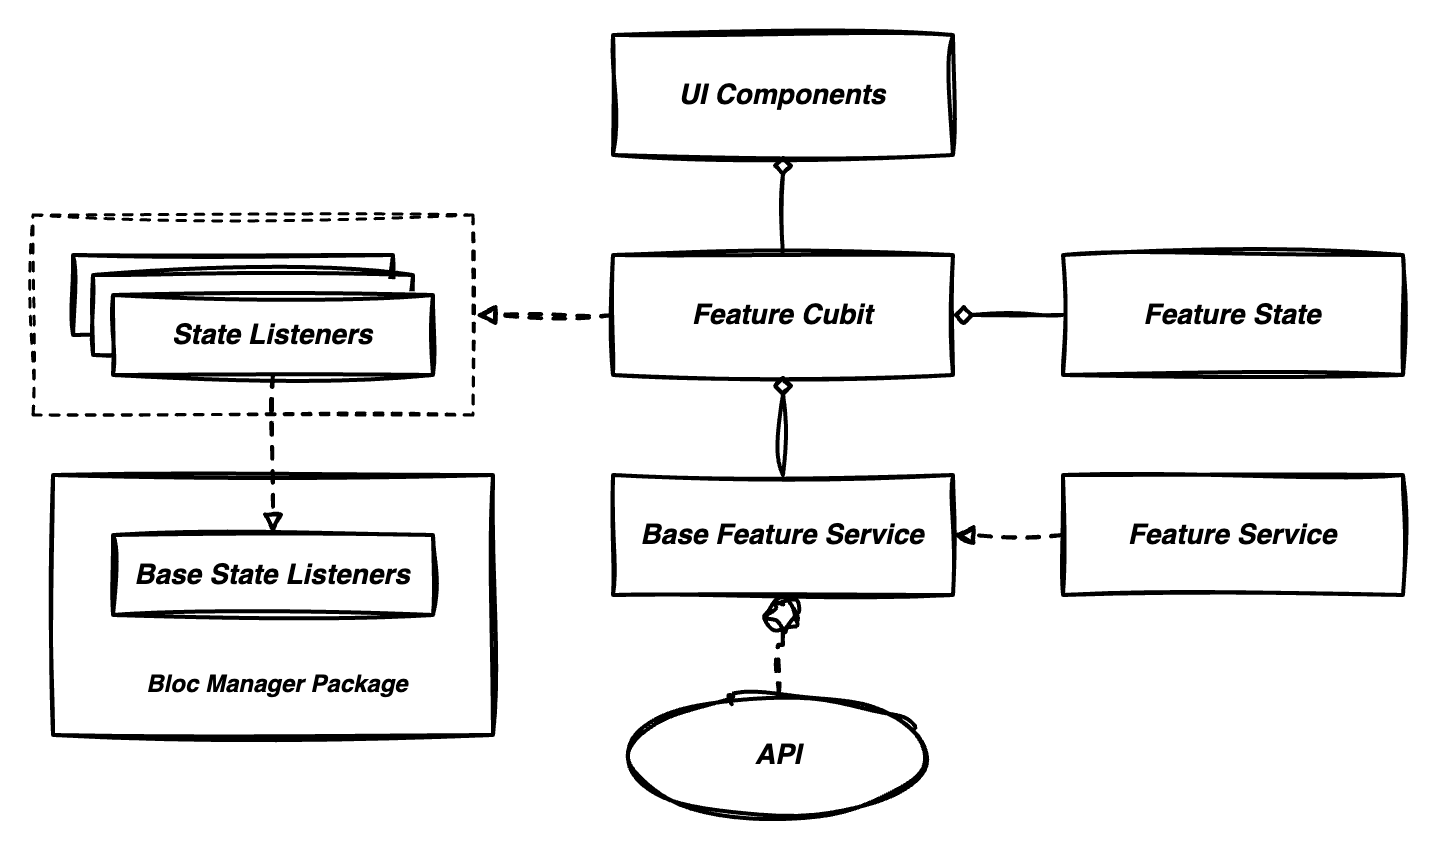 UI Components
State Listeners
Feature Cubit
Feature State
Base State Listeners
Bloc Manager Package
Base Feature Service
Feature Service
API